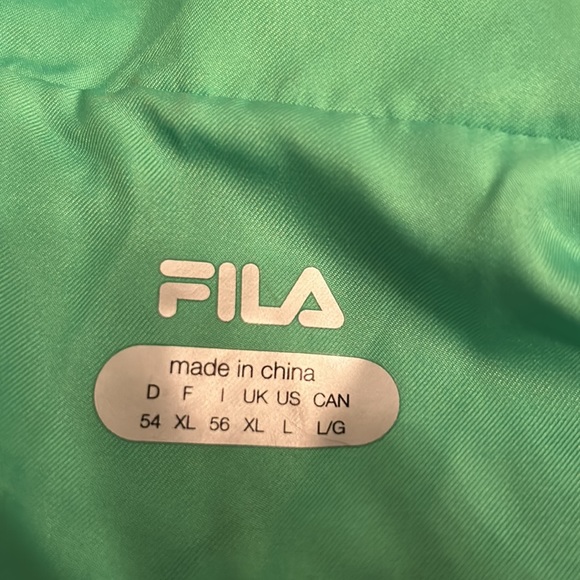 FILA
made in china
D F I UK US CAN
54 XL 56 XL L L/G